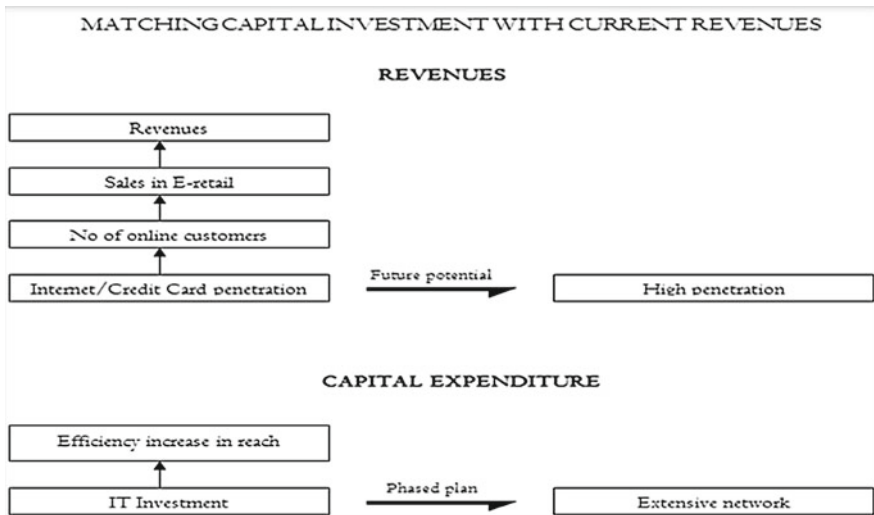 MATCHING CAPITAL INVESTMENT WITH CURRENT REVENUES
REVENUES
Revenues
Sales in E-retail
No of online customers
Internet/Credit Card penetration
Future potential
High penetration
CAPITAL EXPENDITURE
Efficiency increase in reach
IT Investment
Phased plan
Extensive network